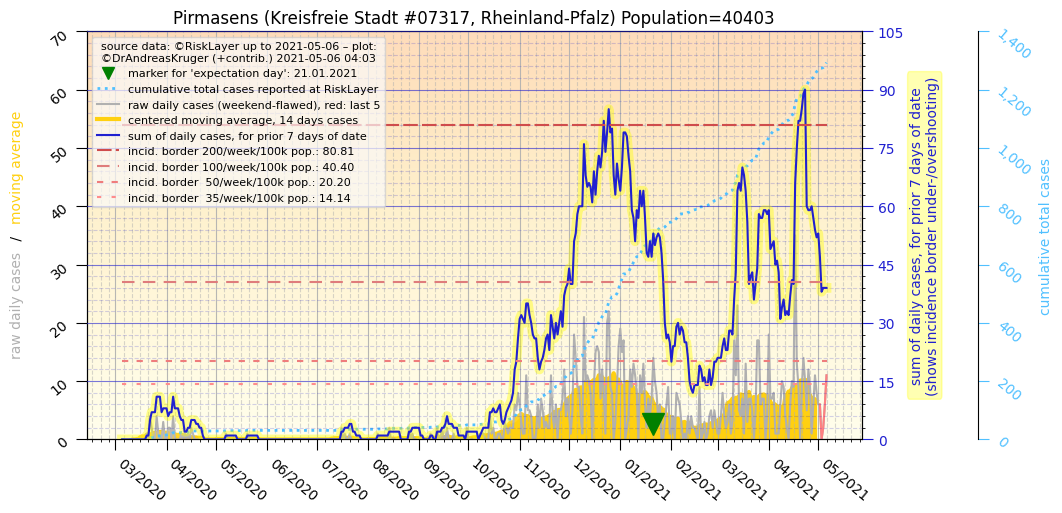 Pirmasens (Kreisfreie Stadt #07317, Rheinland-Pfalz) Population=40403
source data: ©RiskLayer up to 2021-05-06 – plot:
©DrAndreasKruger (+contrib.) 2021-05-06 04:03
marker for 'expectation day': 21.01.2021
cumulative total cases reported at RiskLayer
raw daily cases (weekend-flawed), red: last 5
centered moving average, 14 days cases
sum of daily cases, for prior 7 days of date
incid. border 200/week/100k pop.: 80.81
incid. border 100/week/100k pop.: 40.40
incid. border  50/week/100k pop.: 20.20
incid. border  35/week/100k pop.: 14.14
raw daily cases / moving average
70
60
50
40
30
20
10
0
03/2020
04/2020
05/2020
06/2020
07/2020
08/2020
09/2020
10/2020
11/2020
12/2020
01/2021
02/2021
03/2021
04/2021
05/2021
105
90
75
60
45
30
15
0
sum of daily cases, for prior 7 days of date
(shows incidence border under-/overshooting)
1,400
1,200
1,000
800
600
400
200
0
cumulative total cases